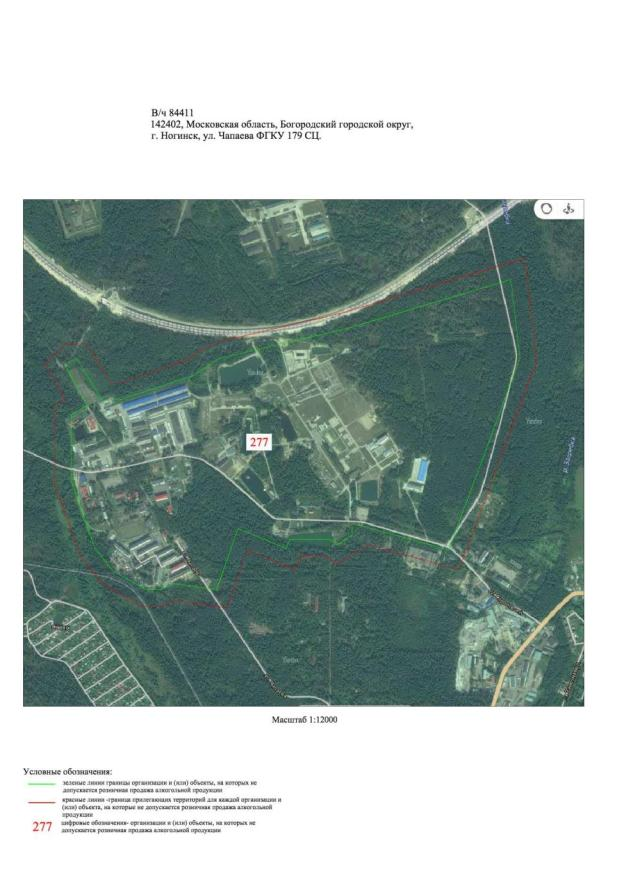 В/ч 84411
142402, Московская область, Богородский городской округ,
г. Ногинск, ул. Чапаева ФГКУ 179 СЦ.
277
р. Загребка
Масштаб 1:12000
Условные обозначения:
зеленые линии границы организации и (или) объекты, на которых не
допускается розничная продажа алкогольной продукции
красные линии -граница прилегающих территорий для каждой организации и
(или) объекта, на которые не допускается розничная продажа алкогольной
продукции
277
цифровые обозначения- организации и (или) объекты, на которых не
допускается розничная продажа алкогольной продукции